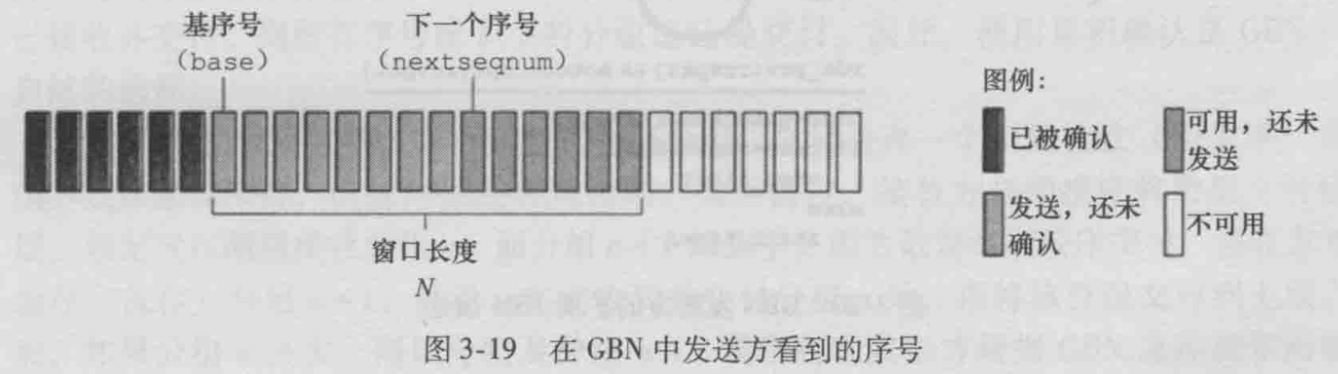 基序号
(base)
下一个序号
(nextseqnum)
窗口长度
N
图例:
已被确认
可用，还未
发送
发送，还未
确认
不可用
图 3-19 在 GBN 中发送方看到的序号